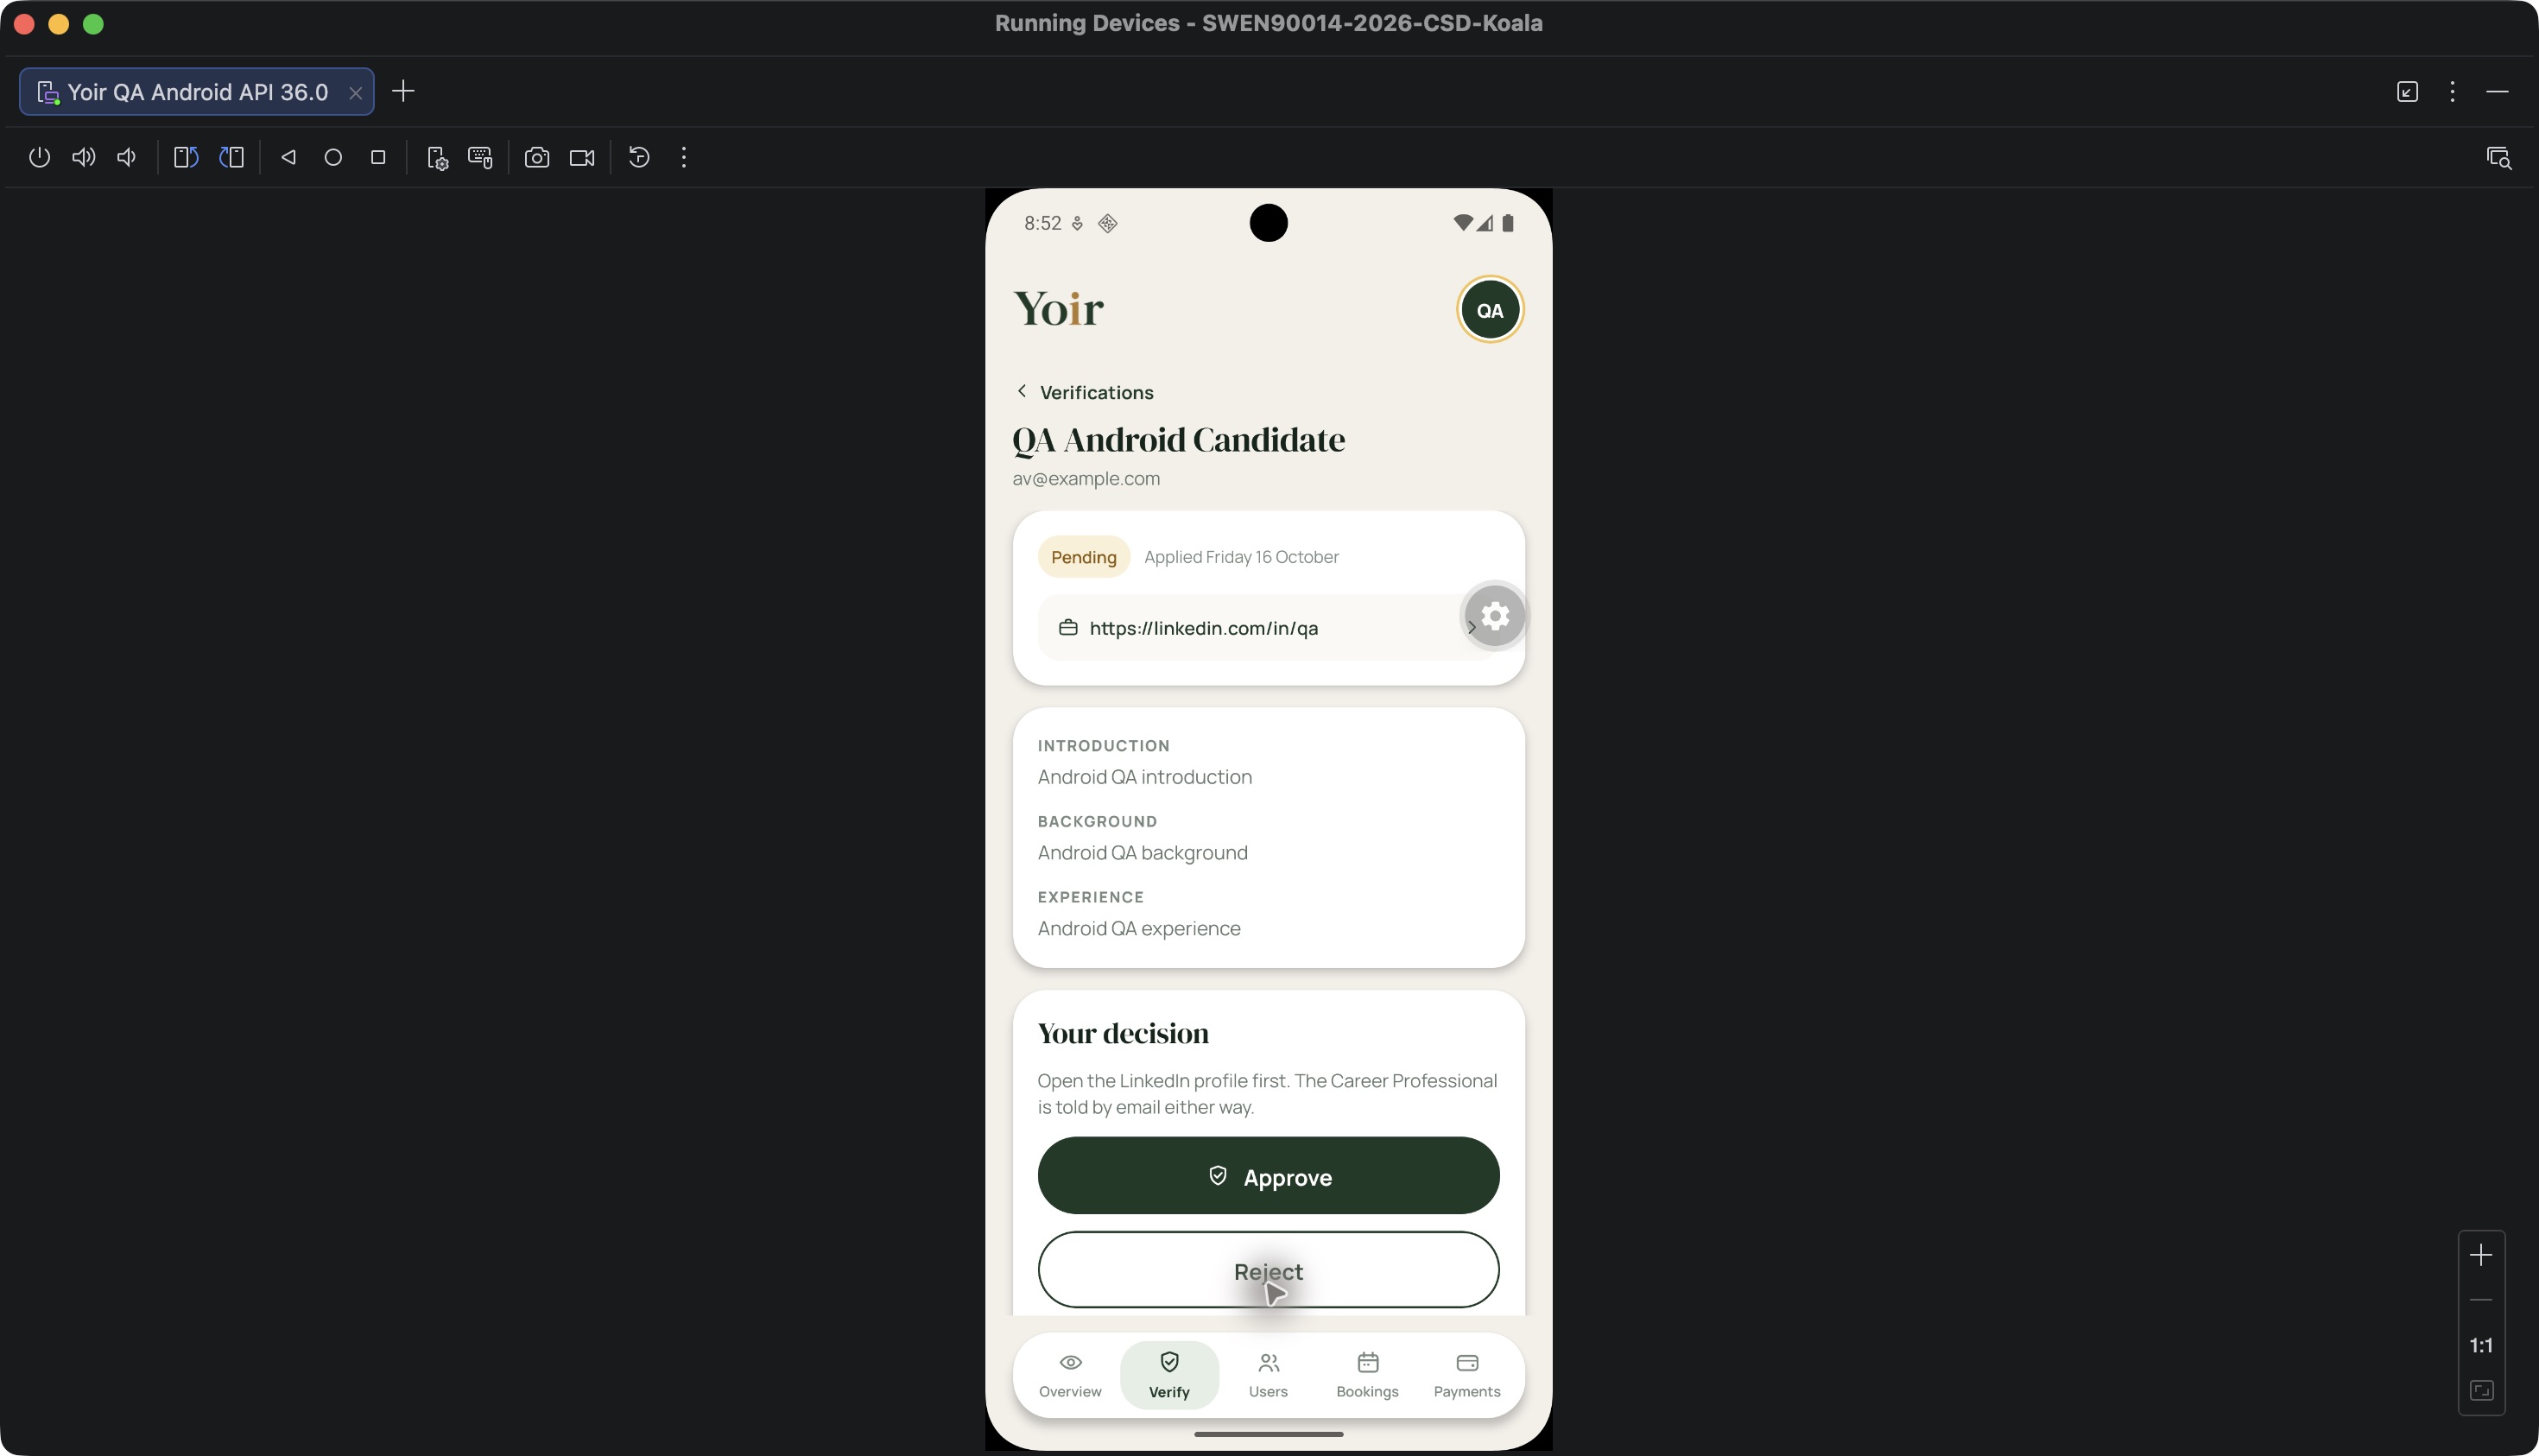 Running Devices - SWEN90014-2026-CSD-Koala
Yoir QA Android API 36.0
8:52
Yoir
QA
Verifications
QA Android Candidate
av@example.com
Pending
Applied Friday 16 October
https://linkedin.com/in/qa
INTRODUCTION
Android QA introduction
BACKGROUND
Android QA background
EXPERIENCE
Android QA experience
Your decision
Open the LinkedIn profile first. The Career Professional
is told by email either way.
Approve
Reject
Overview
Verify
Users
Bookings
Payments
1:1